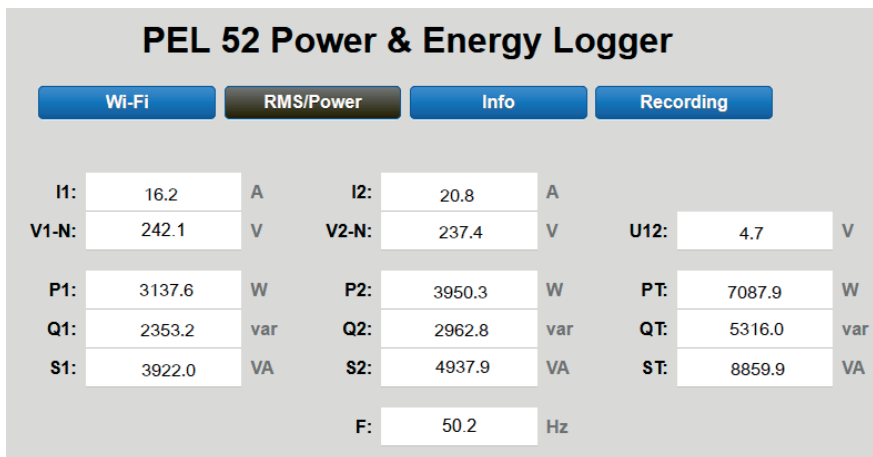 PEL 52 Power & Energy Logger
Wi-Fi RMS/Power Info Recording
I1: 16.2 A I2: 20.8 A
V1-N: 242.1 V V2-N: 237.4 V U12: 4.7 V
P1: 3137.6 W P2: 3950.3 W PT: 7087.9 W
Q1: 2353.2 var Q2: 2962.8 var QT: 5316.0 var
S1: 3922.0 VA S2: 4937.9 VA ST: 8859.9 VA
F: 50.2 Hz